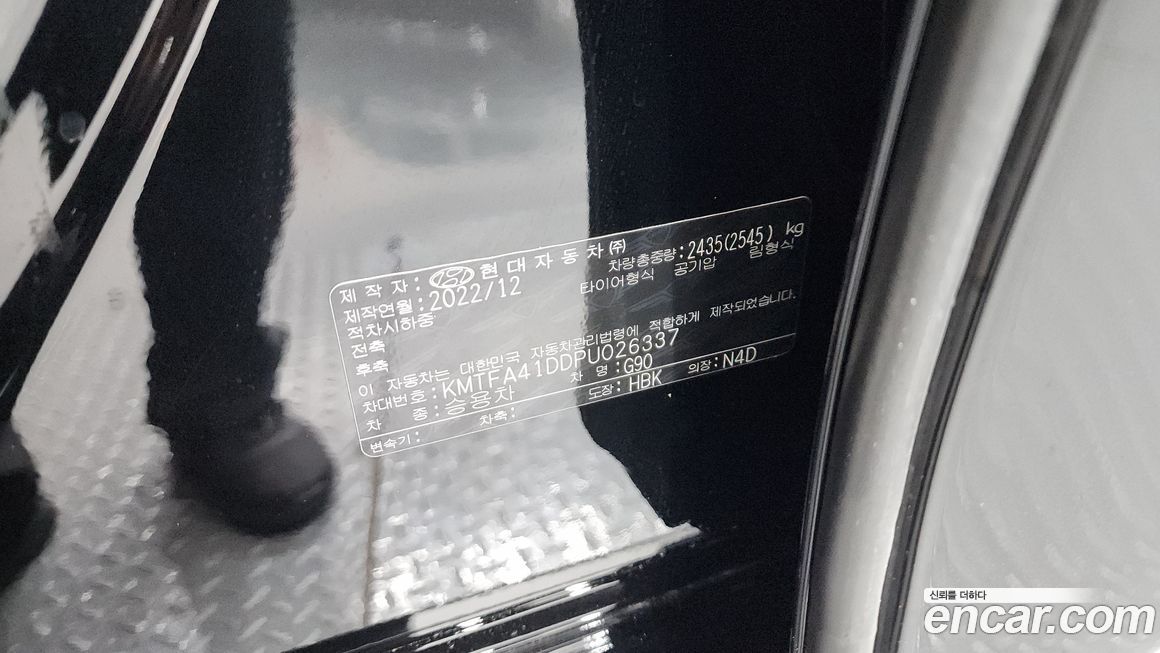 제 작 자 : 현대자동차(주)
제작연월 : 2022/12 차량총중량 : 2435(2545) kg
적차시하중 타이어형식 공기압 림형식
전축
후축
이 자동차는 대한민국 자동차관리법령에 적합하게 제작되었습니다.
차대번호 : KMTFA41DDPU026337
차 종 : 승용차 차 명 : G90
변속기 : 차축 : 도장 : HBK 의장 : N4D
신뢰를 더하다
encar.com